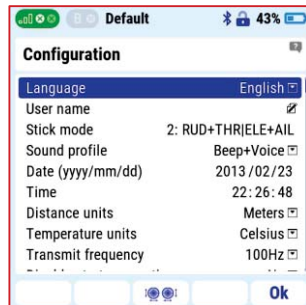 B Default 43%
Configuration
Language English
User name
Stick mode 2: RUD+THR|ELE+AIL
Sound profile Beep+Voice
Date (yyyy/mm/dd) 2013/02/23
Time 22:26:48
Distance units Meters
Temperature units Celsius
Transmit frequency 100Hz
Ok